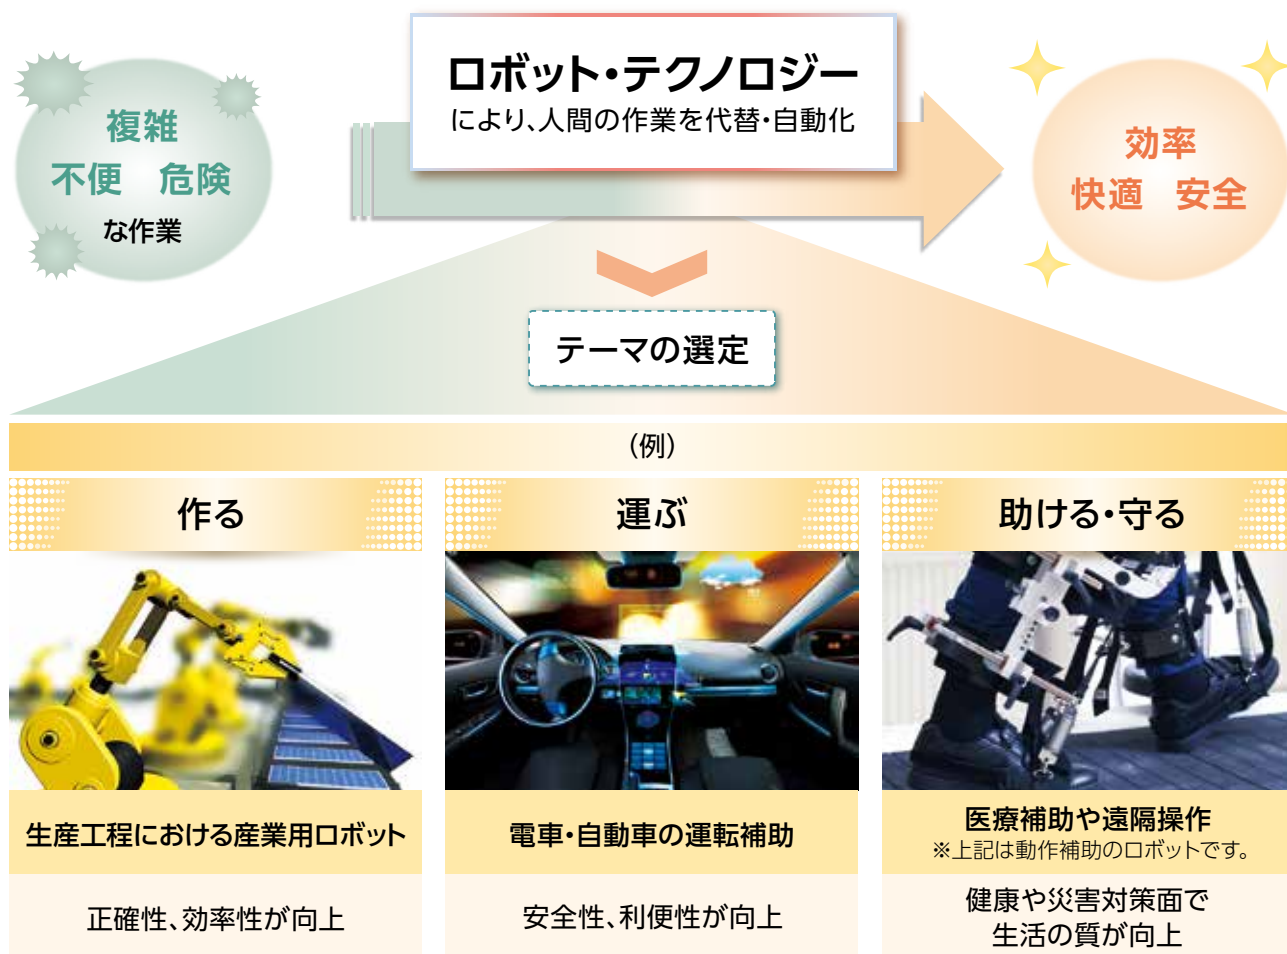 複雑
不便 危険
な作業
ロボット・テクノロジー
により、人間の作業を代替・自動化
効率
快適 安全
テーマの選定
(例)
作る
生産工程における産業用ロボット
正確性、効率性が向上
運ぶ
電車・自動車の運転補助
安全性、利便性が向上
助ける・守る
医療補助や遠隔操作
※上記は動作補助のロボットです。
健康や災害対策面で
生活の質が向上